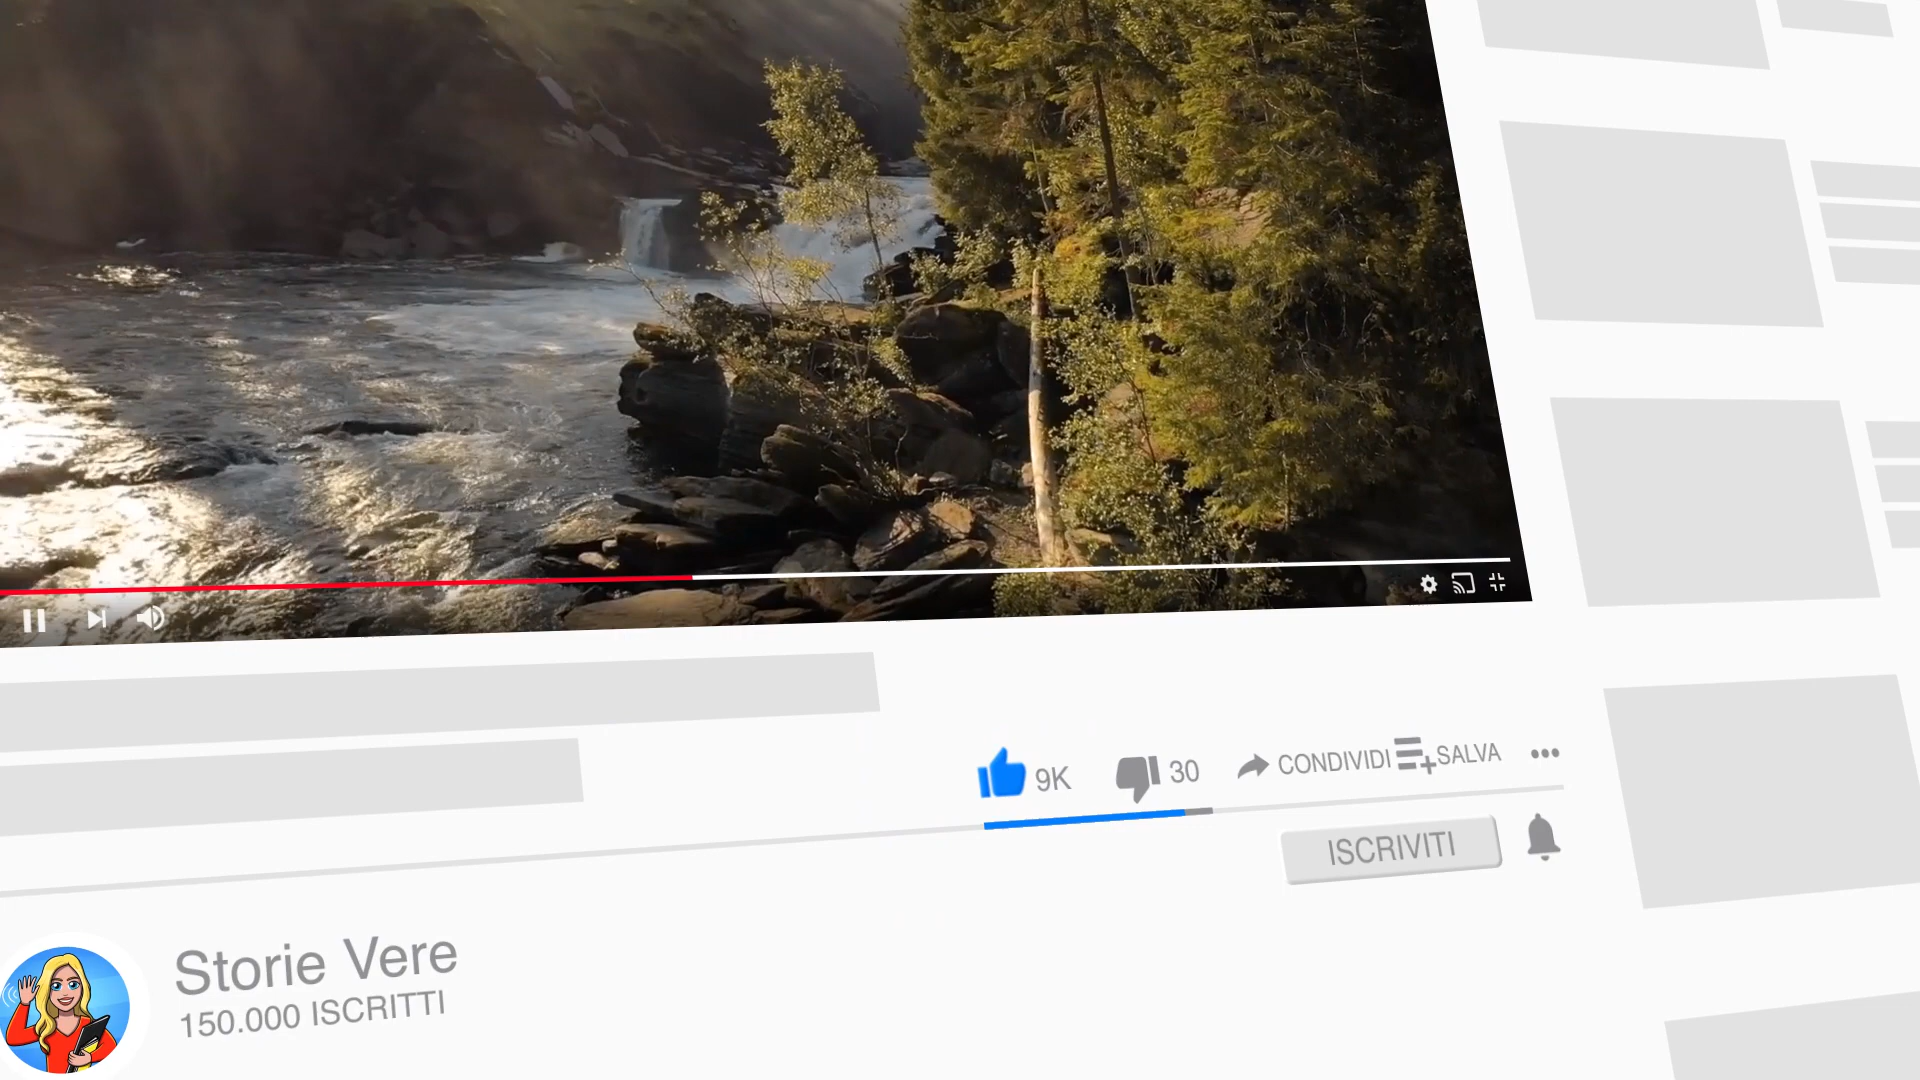 9K
30
CONDIVIDI
SALVA
ISCRIVITI
Storie Vere
150.000 ISCRITTI